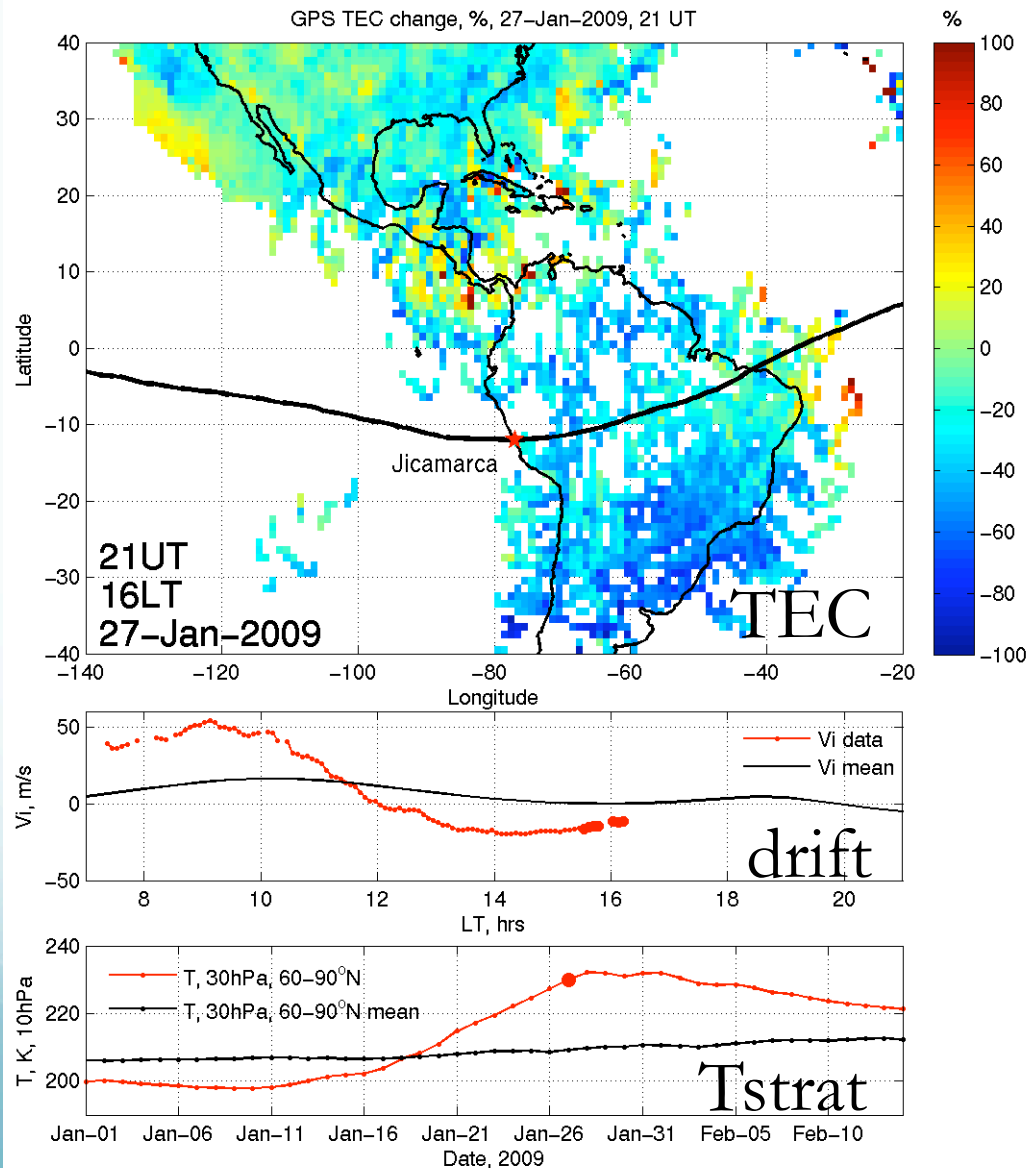 GPS TEC change, %, 27-Jan-2009, 21 UT
%
40
30
20
10
0
-10
-20
-30
-40
Latitude
Jicamarca
21UT
16LT
27-Jan-2009
TEC
-140 -120 -100 -80 -60 -40 -20
Longitude
100
80
60
40
20
0
-20
-40
-60
-80
-100
50
0
-50
Vi, m/s
Vi data
Vi mean
drift
8 10 12 14 16 18 20
LT, hrs
240
220
200
T, K, 10hPa
T, 30hPa, 60-90°N
T, 30hPa, 60-90°N mean
Tstrat
Jan-01 Jan-06 Jan-11 Jan-16 Jan-21 Jan-26 Jan-31 Feb-05 Feb-10
Date, 2009